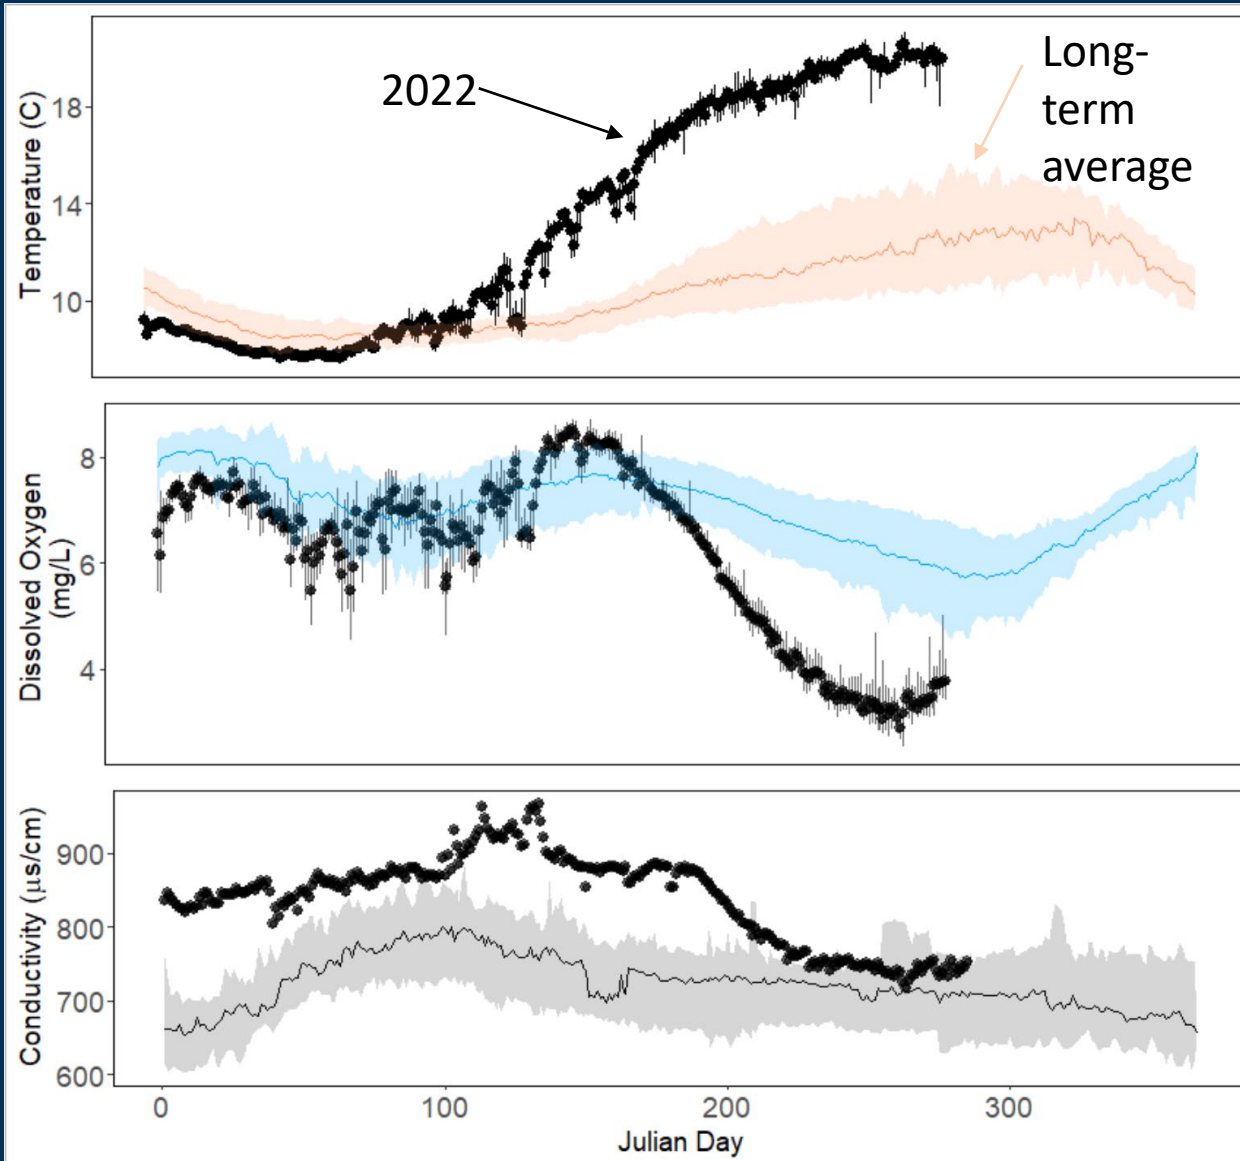 2022
Long-
term
average
Temperature (C)
18
14
10
Dissolved Oxygen
(mg/L)
8
6
4
Conductivity (μs/cm)
900
800
700
600
0 100 200 300
Julian Day